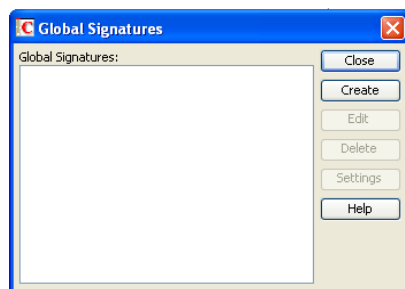 C Global Signatures
Global Signatures:
Close
Create
Edit
Delete
Settings
Help